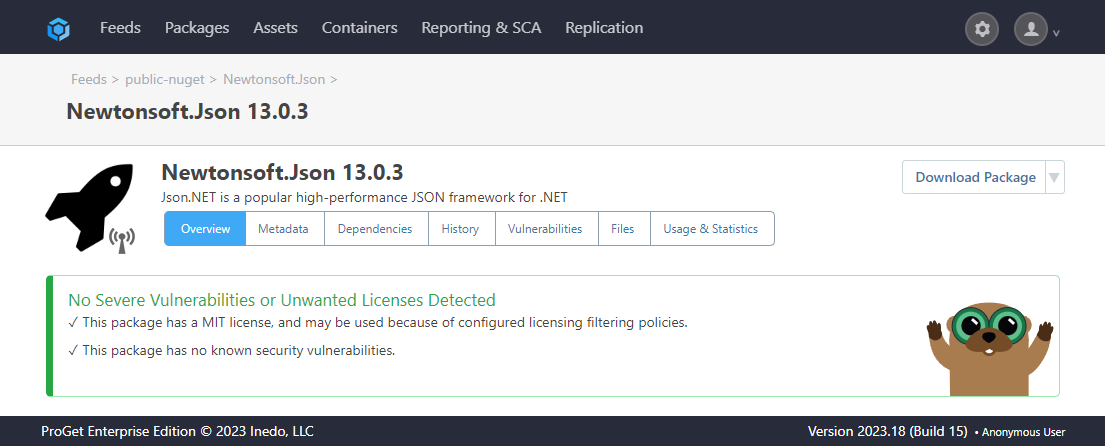 Feeds Packages Assets Containers Reporting & SCA Replication
Feeds > public-nuget > Newtonsoft.Json >
Newtonsoft.Json 13.0.3
Newtonsoft.Json 13.0.3
Download Package
Json.NET is a popular high-performance JSON framework for .NET
Overview Metadata Dependencies History Vulnerabilities Files Usage & Statistics
No Severe Vulnerabilities or Unwanted Licenses Detected
✓ This package has a MIT license, and may be used because of configured licensing filtering policies.
✓ This package has no known security vulnerabilities.
ProGet Enterprise Edition © 2023 Inedo, LLC Version 2023.18 (Build 15) • Anonymous User